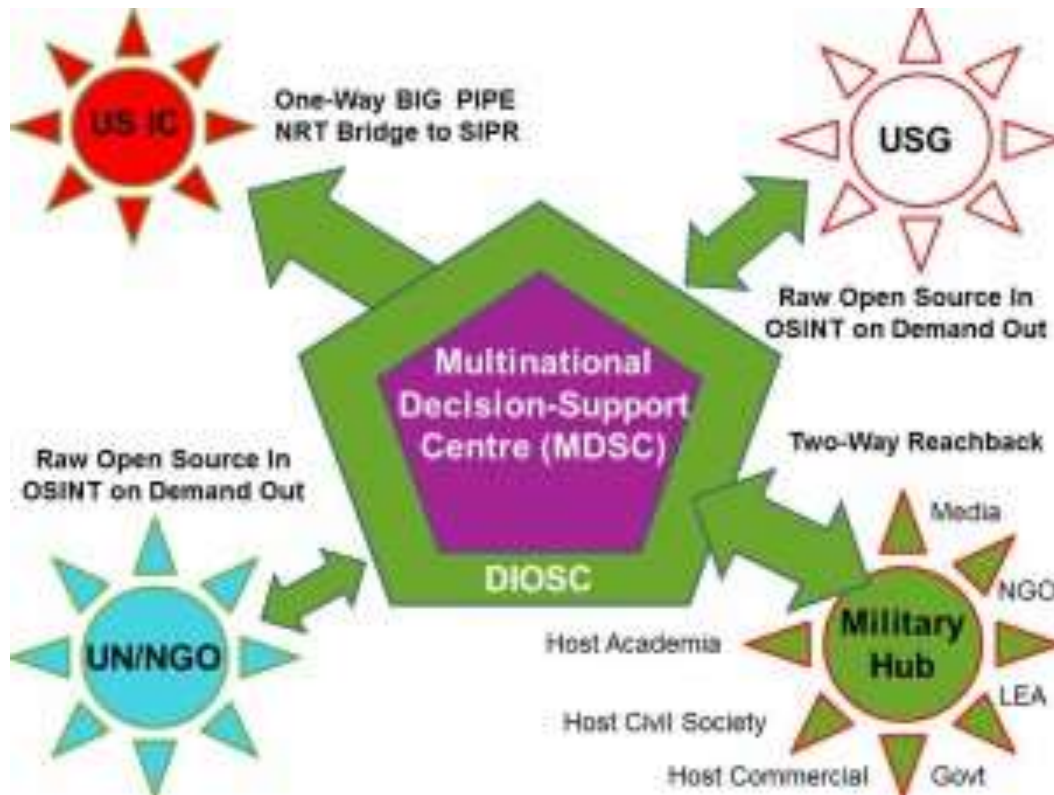 US IC
One-Way BIG PIPE
NRT Bridge to SIPR
USG
Raw Open Source In
OSINT on Demand Out
Multinational
Decision-Support
Centre (MDSC)
DIOSC
Raw Open Source In
OSINT on Demand Out
UN/NGO
Two-Way Reachback
Media
NGO
Military
Hub
Host Academia
LEA
Host Civil Society
Host Commercial
Govt